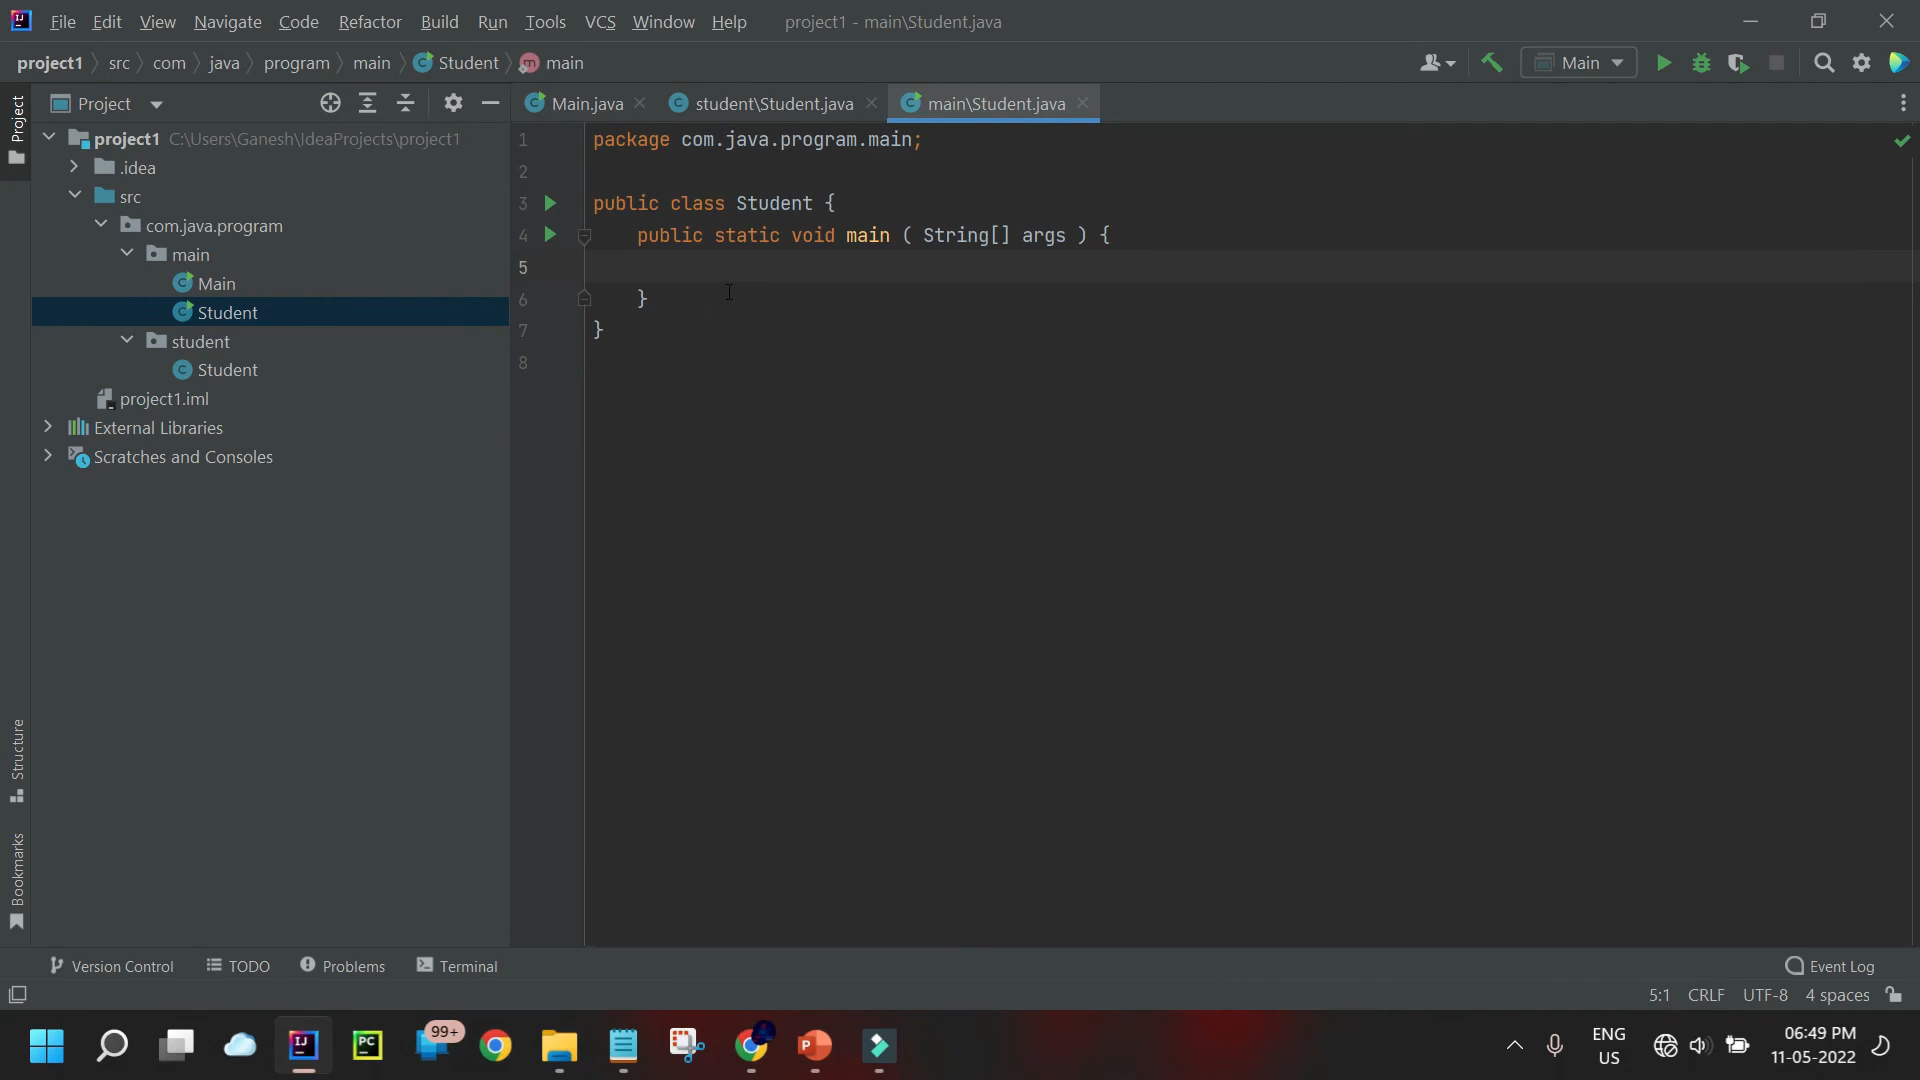 File Edit View Navigate Code Refactor Build Run Tools VCS Window Help project1 - main\Student.java
project1 src com java program main Student main Main
Project Main.java student\Student.java main\Student.java
project1 C:\Users\Ganesh\IdeaProjects\project1
.idea
src
com.java.program
main
Main
Student
student
Student
project1.iml
External Libraries
Scratches and Consoles
1 package com.java.program.main;
2
3 public class Student {
4 public static void main ( String[] args ) {
5
6 }
7 }
8
Project
Structure
Bookmarks
Version Control TODO Problems Terminal Event Log
5:1 CRLF UTF-8 4 spaces
IJ PC 99+ P ENG US 06:49 PM 11-05-2022